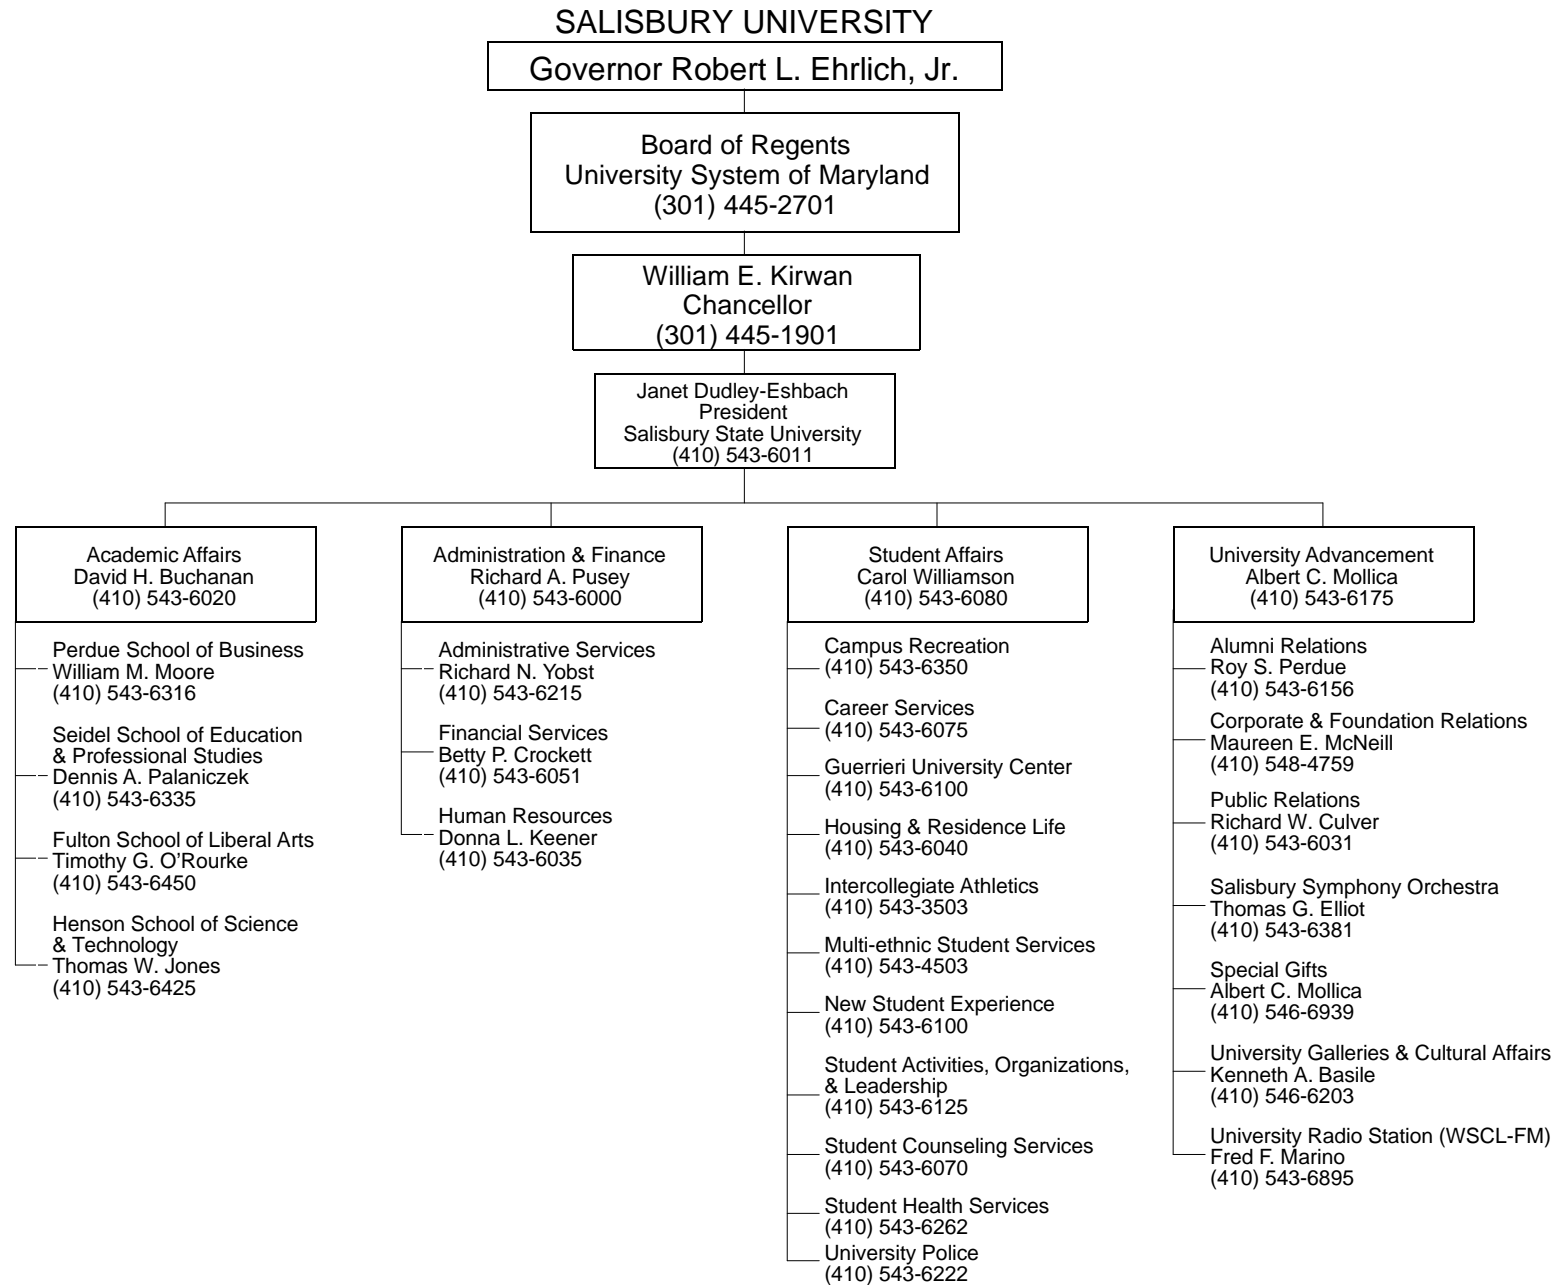 SALISBURY UNIVERSITY
Governor Robert L. Ehrlich, Jr.
Board of Regents
University System of Maryland
(301) 445-2701
William E. Kirwan
Chancellor
(301) 445-1901
Janet Dudley-Eshbach
President
Salisbury State University
(410) 543-6011
Academic Affairs
David H. Buchanan
(410) 543-6020
Perdue School of Business
William M. Moore
(410) 543-6316
Seidel School of Education
& Professional Studies
Dennis A. Palaniczek
(410) 543-6335
Fulton School of Liberal Arts
Timothy G. O'Rourke
(410) 543-6450
Henson School of Science
& Technology
Thomas W. Jones
(410) 543-6425
Administration & Finance
Richard A. Pusey
(410) 543-6000
Administrative Services
Richard N. Yobst
(410) 543-6215
Financial Services
Betty P. Crockett
(410) 543-6051
Human Resources
Donna L. Keener
(410) 543-6035
Student Affairs
Carol Williamson
(410) 543-6080
Campus Recreation
(410) 543-6350
Career Services
(410) 543-6075
Guerrieri University Center
(410) 543-6100
Housing & Residence Life
(410) 543-6040
Intercollegiate Athletics
(410) 543-3503
Multi-ethnic Student Services
(410) 543-4503
New Student Experience
(410) 543-6100
Student Activities, Organizations,
& Leadership
(410) 543-6125
Student Counseling Services
(410) 543-6070
Student Health Services
(410) 543-6262
University Police
(410) 543-6222
University Advancement
Albert C. Mollica
(410) 543-6175
Alumni Relations
Roy S. Perdue
(410) 543-6156
Corporate & Foundation Relations
Maureen E. McNeill
(410) 548-4759
Public Relations
Richard W. Culver
(410) 543-6031
Salisbury Symphony Orchestra
Thomas G. Elliot
(410) 543-6381
Special Gifts
Albert C. Mollica
(410) 546-6939
University Galleries & Cultural Affairs
Kenneth A. Basile
(410) 546-6203
University Radio Station (WSCL-FM)
Fred F. Marino
(410) 543-6895